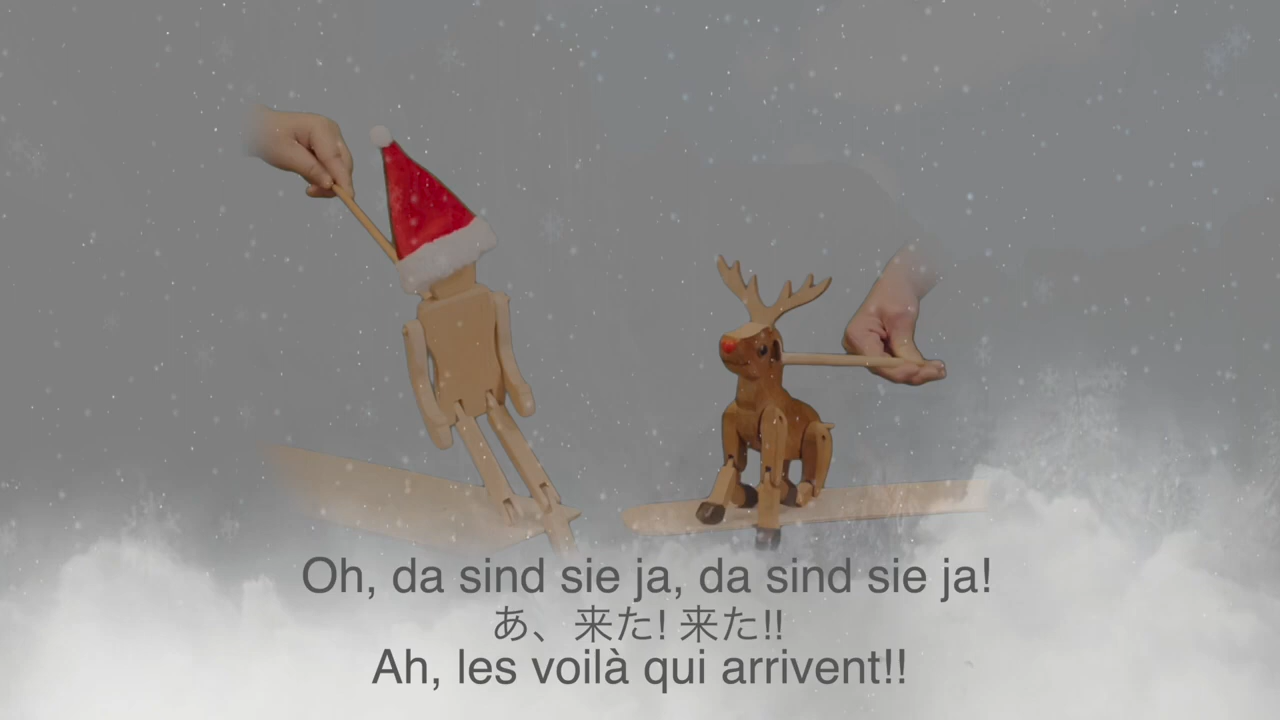 Oh, da sind sie ja, da sind sie ja!
あ、来た! 来た!!
Ah, les voilà qui arrivent!!